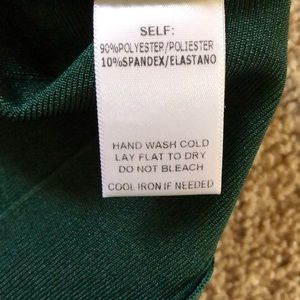 SELF:
90%POLYESTER/POLIESTER
10%SPANDEX/ELASTANO
HAND WASH COLD
LAY FLAT TO DRY
DO NOT BLEACH
COOL IRON IF NEEDED